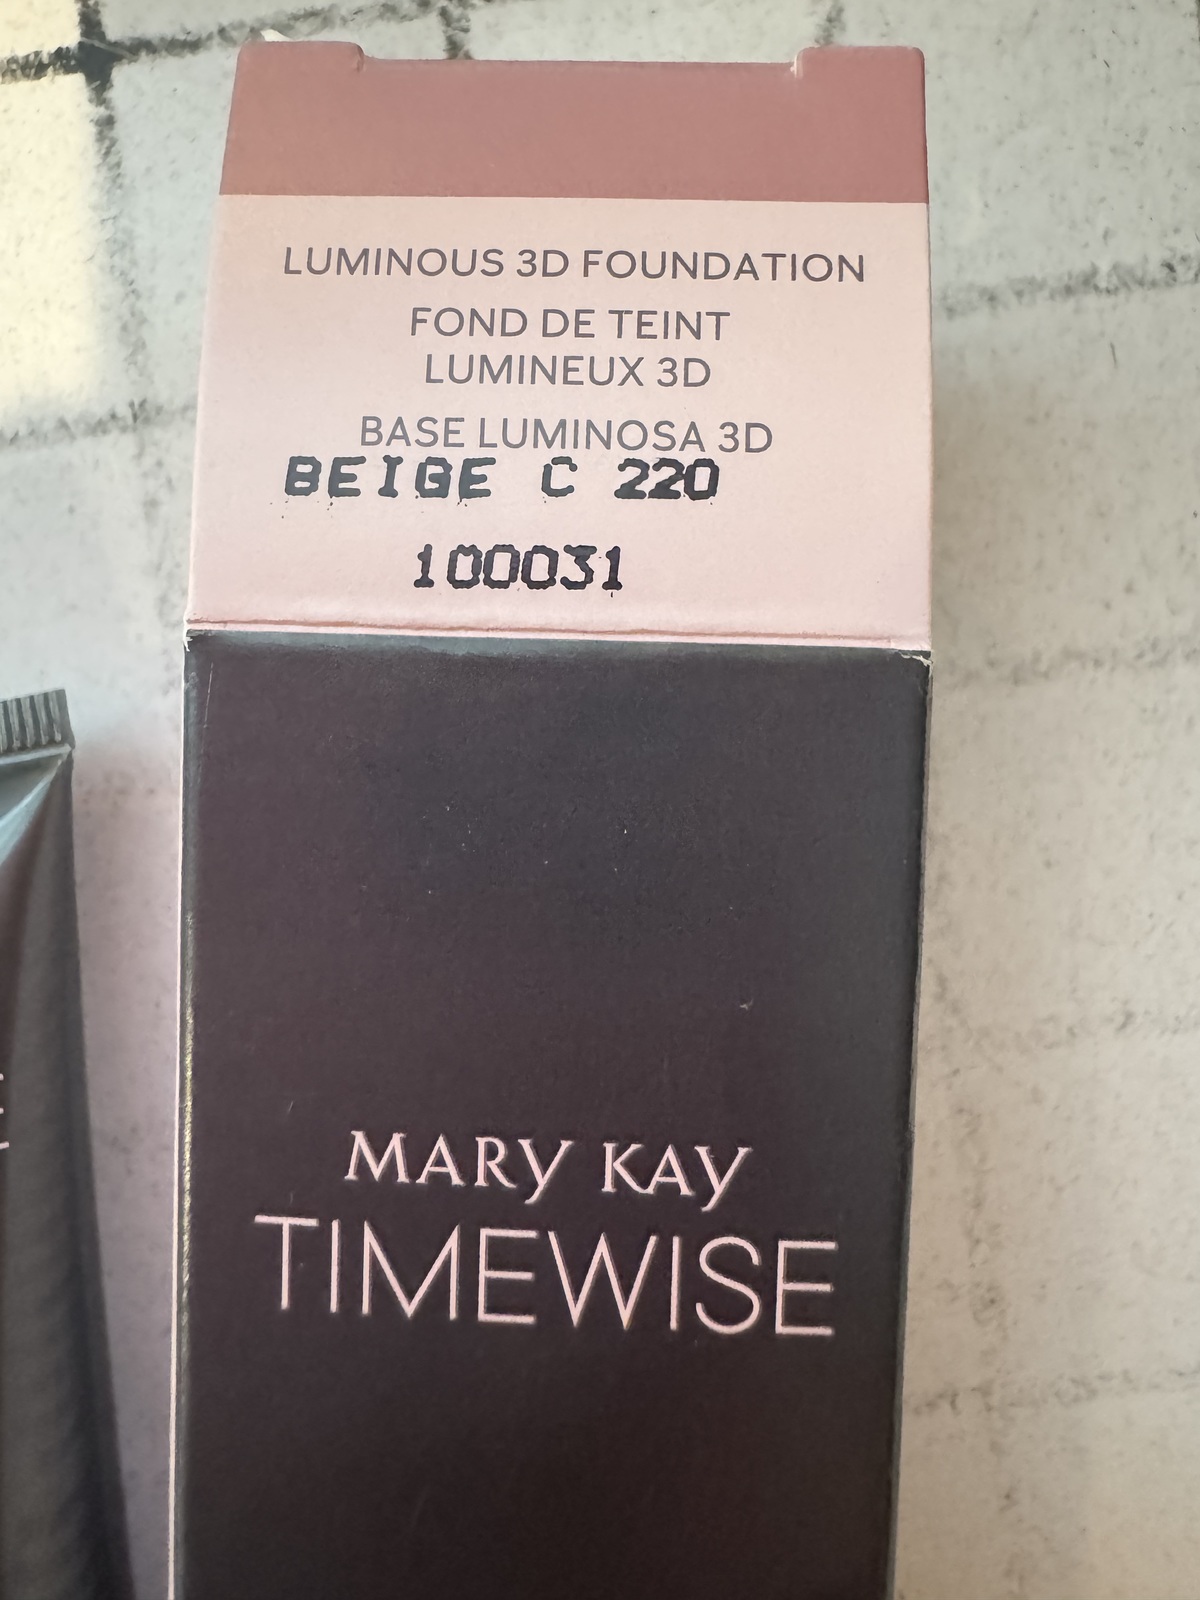 LUMINOUS 3D FOUNDATION
FOND DE TEINT
LUMINEUX 3D
BASE LUMINOSA 3D
BEIGE C 220
100031
MARY KAY
TIMEWISE